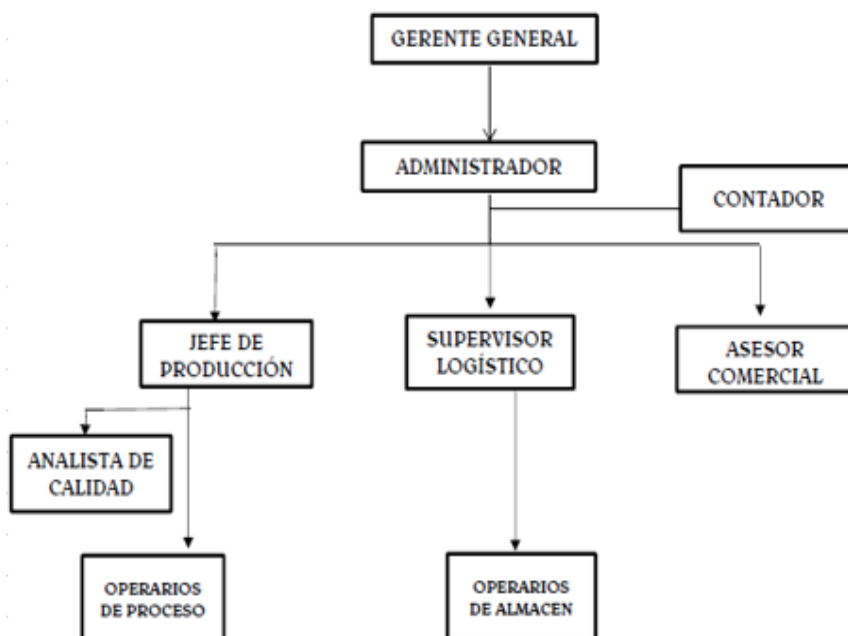 GERENTE GENERAL
ADMINISTRADOR
CONTADOR
JEFE DE
PRODUCCIÓN
SUPERVISOR
LOGÍSTICO
ASESOR
COMERCIAL
ANALISTA DE
CALIDAD
OPERARIOS
DE PROCESO
OPERARIOS
DE ALMACEN